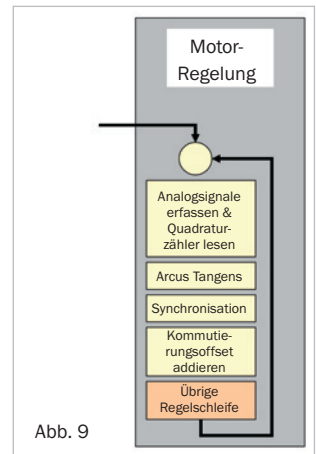 Motor-
Regelung
Analogsignale
erfassen &
Quadratur-
zähler lesen
Arcus Tangens
Synchronisation
Kommutie-
rungsoffset
addieren
Übrige
Regelschleife
Abb. 9